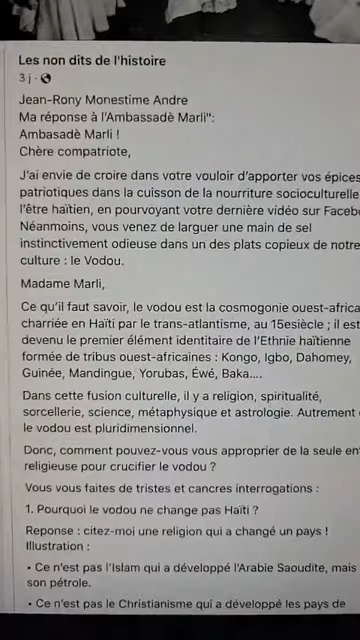 Les non dits de l'histoire
3 j ·
Jean-Rony Monestime Andre
Ma réponse à l'Ambassadè Marli":
Ambasadè Marli !
Chère compatriote,
J'ai envie de croire dans votre vouloir d'apporter vos épices
patriotiques dans la cuisson de la nourriture socioculturelle
l'être haïtien, en pourvoyant votre dernière vidéo sur Facebo
Néanmoins, vous venez de larguer une main de sel
instinctivement odieuse dans un des plats copieux de notre
culture : le Vodou.
Madame Marli,
Ce qu'il faut savoir, le vodou est la cosmogonie ouest-africa
charriée en Haïti par le trans-atlantisme, au 15esiècle ; il est
devenu le premier élément identitaire de l'Ethnie haïtienne
formée de tribus ouest-africaines : Kongo, Igbo, Dahomey,
Guinée, Mandingue, Yorubas, Éwé, Baka....
Dans cette fusion culturelle, il y a religion, spiritualité,
sorcellerie, science, métaphysique et astrologie. Autrement
le vodou est pluridimensionnel.
Donc, comment pouvez-vous vous approprier de la seule en
religieuse pour crucifier le vodou ?
Vous vous faites de tristes et cancres interrogations :
1. Pourquoi le vodou ne change pas Haïti ?
Reponse : citez-moi une religion qui a changé un pays !
Illustration :
• Ce n'est pas l'Islam qui a développé l'Arabie Saoudite, mais
son pétrole.
• Ce n'est pas le Christianisme qui a développé les pays de